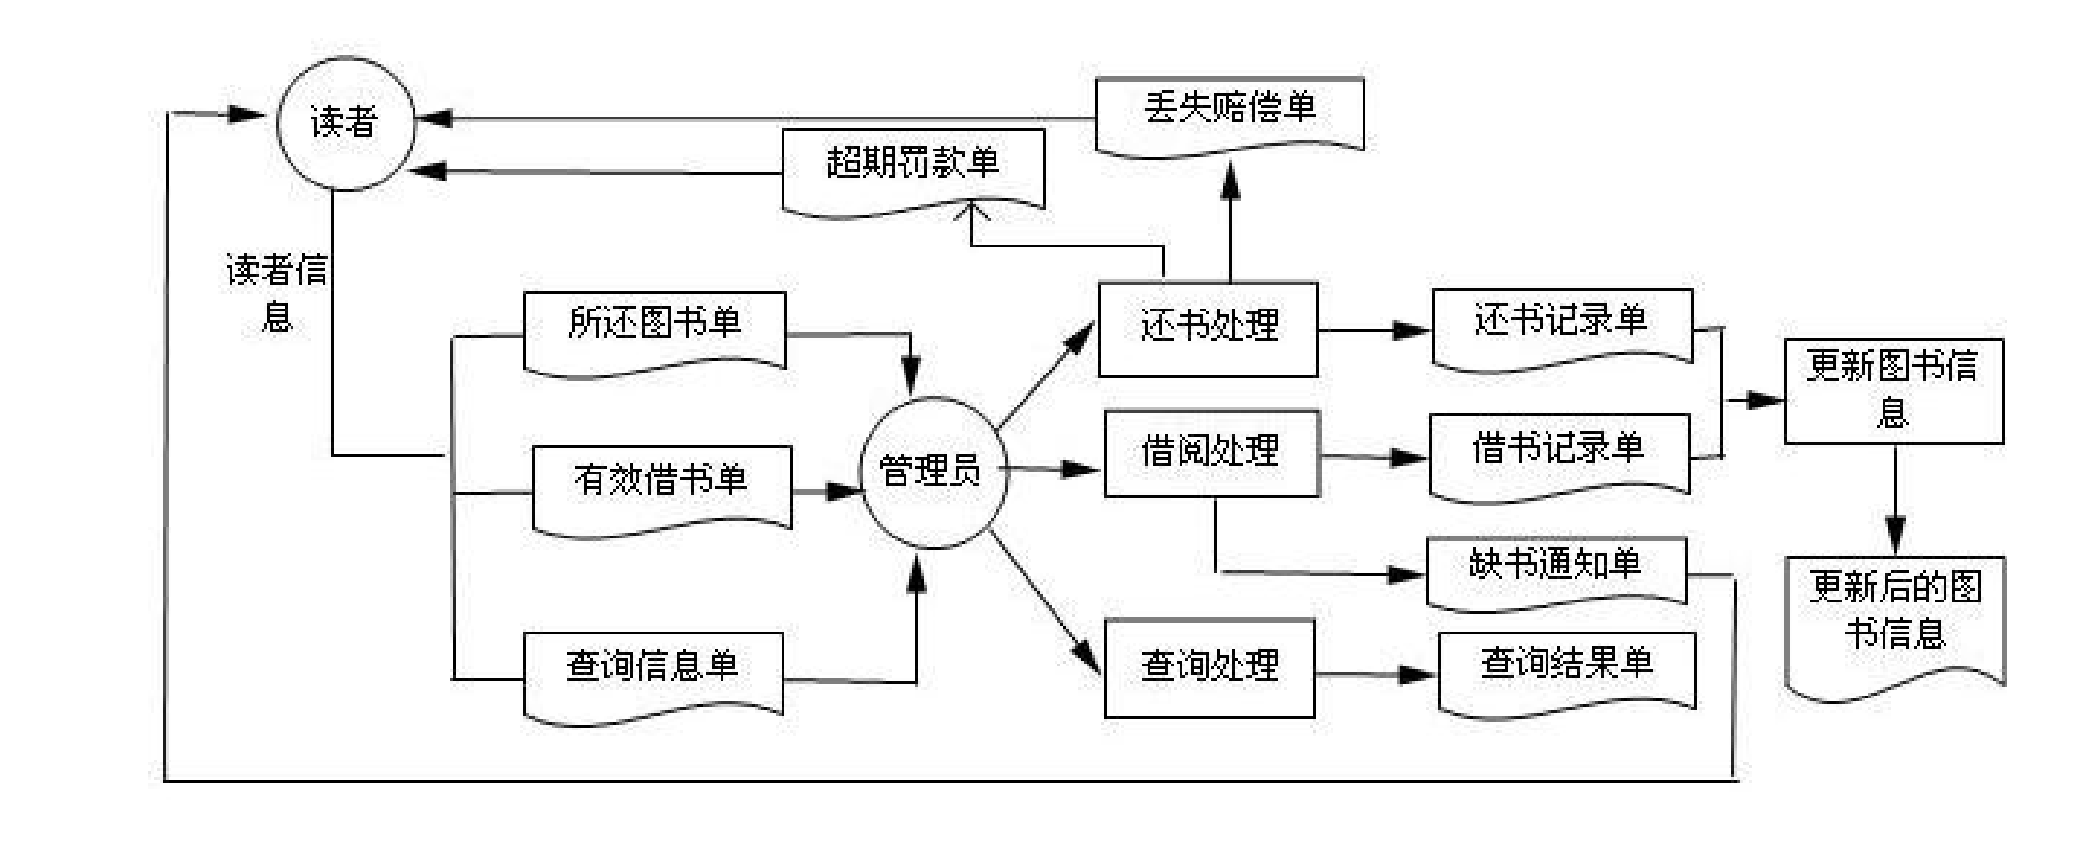 丢失赔偿单
读者
超期罚款单
读者信
息
所还图书单
还书处理
还书记录单
更新图书信
息
有效借书单
管理员
借阅处理
借书记录单
缺书通知单
更新后的图
书信息
查询信息单
查询处理
查询结果单